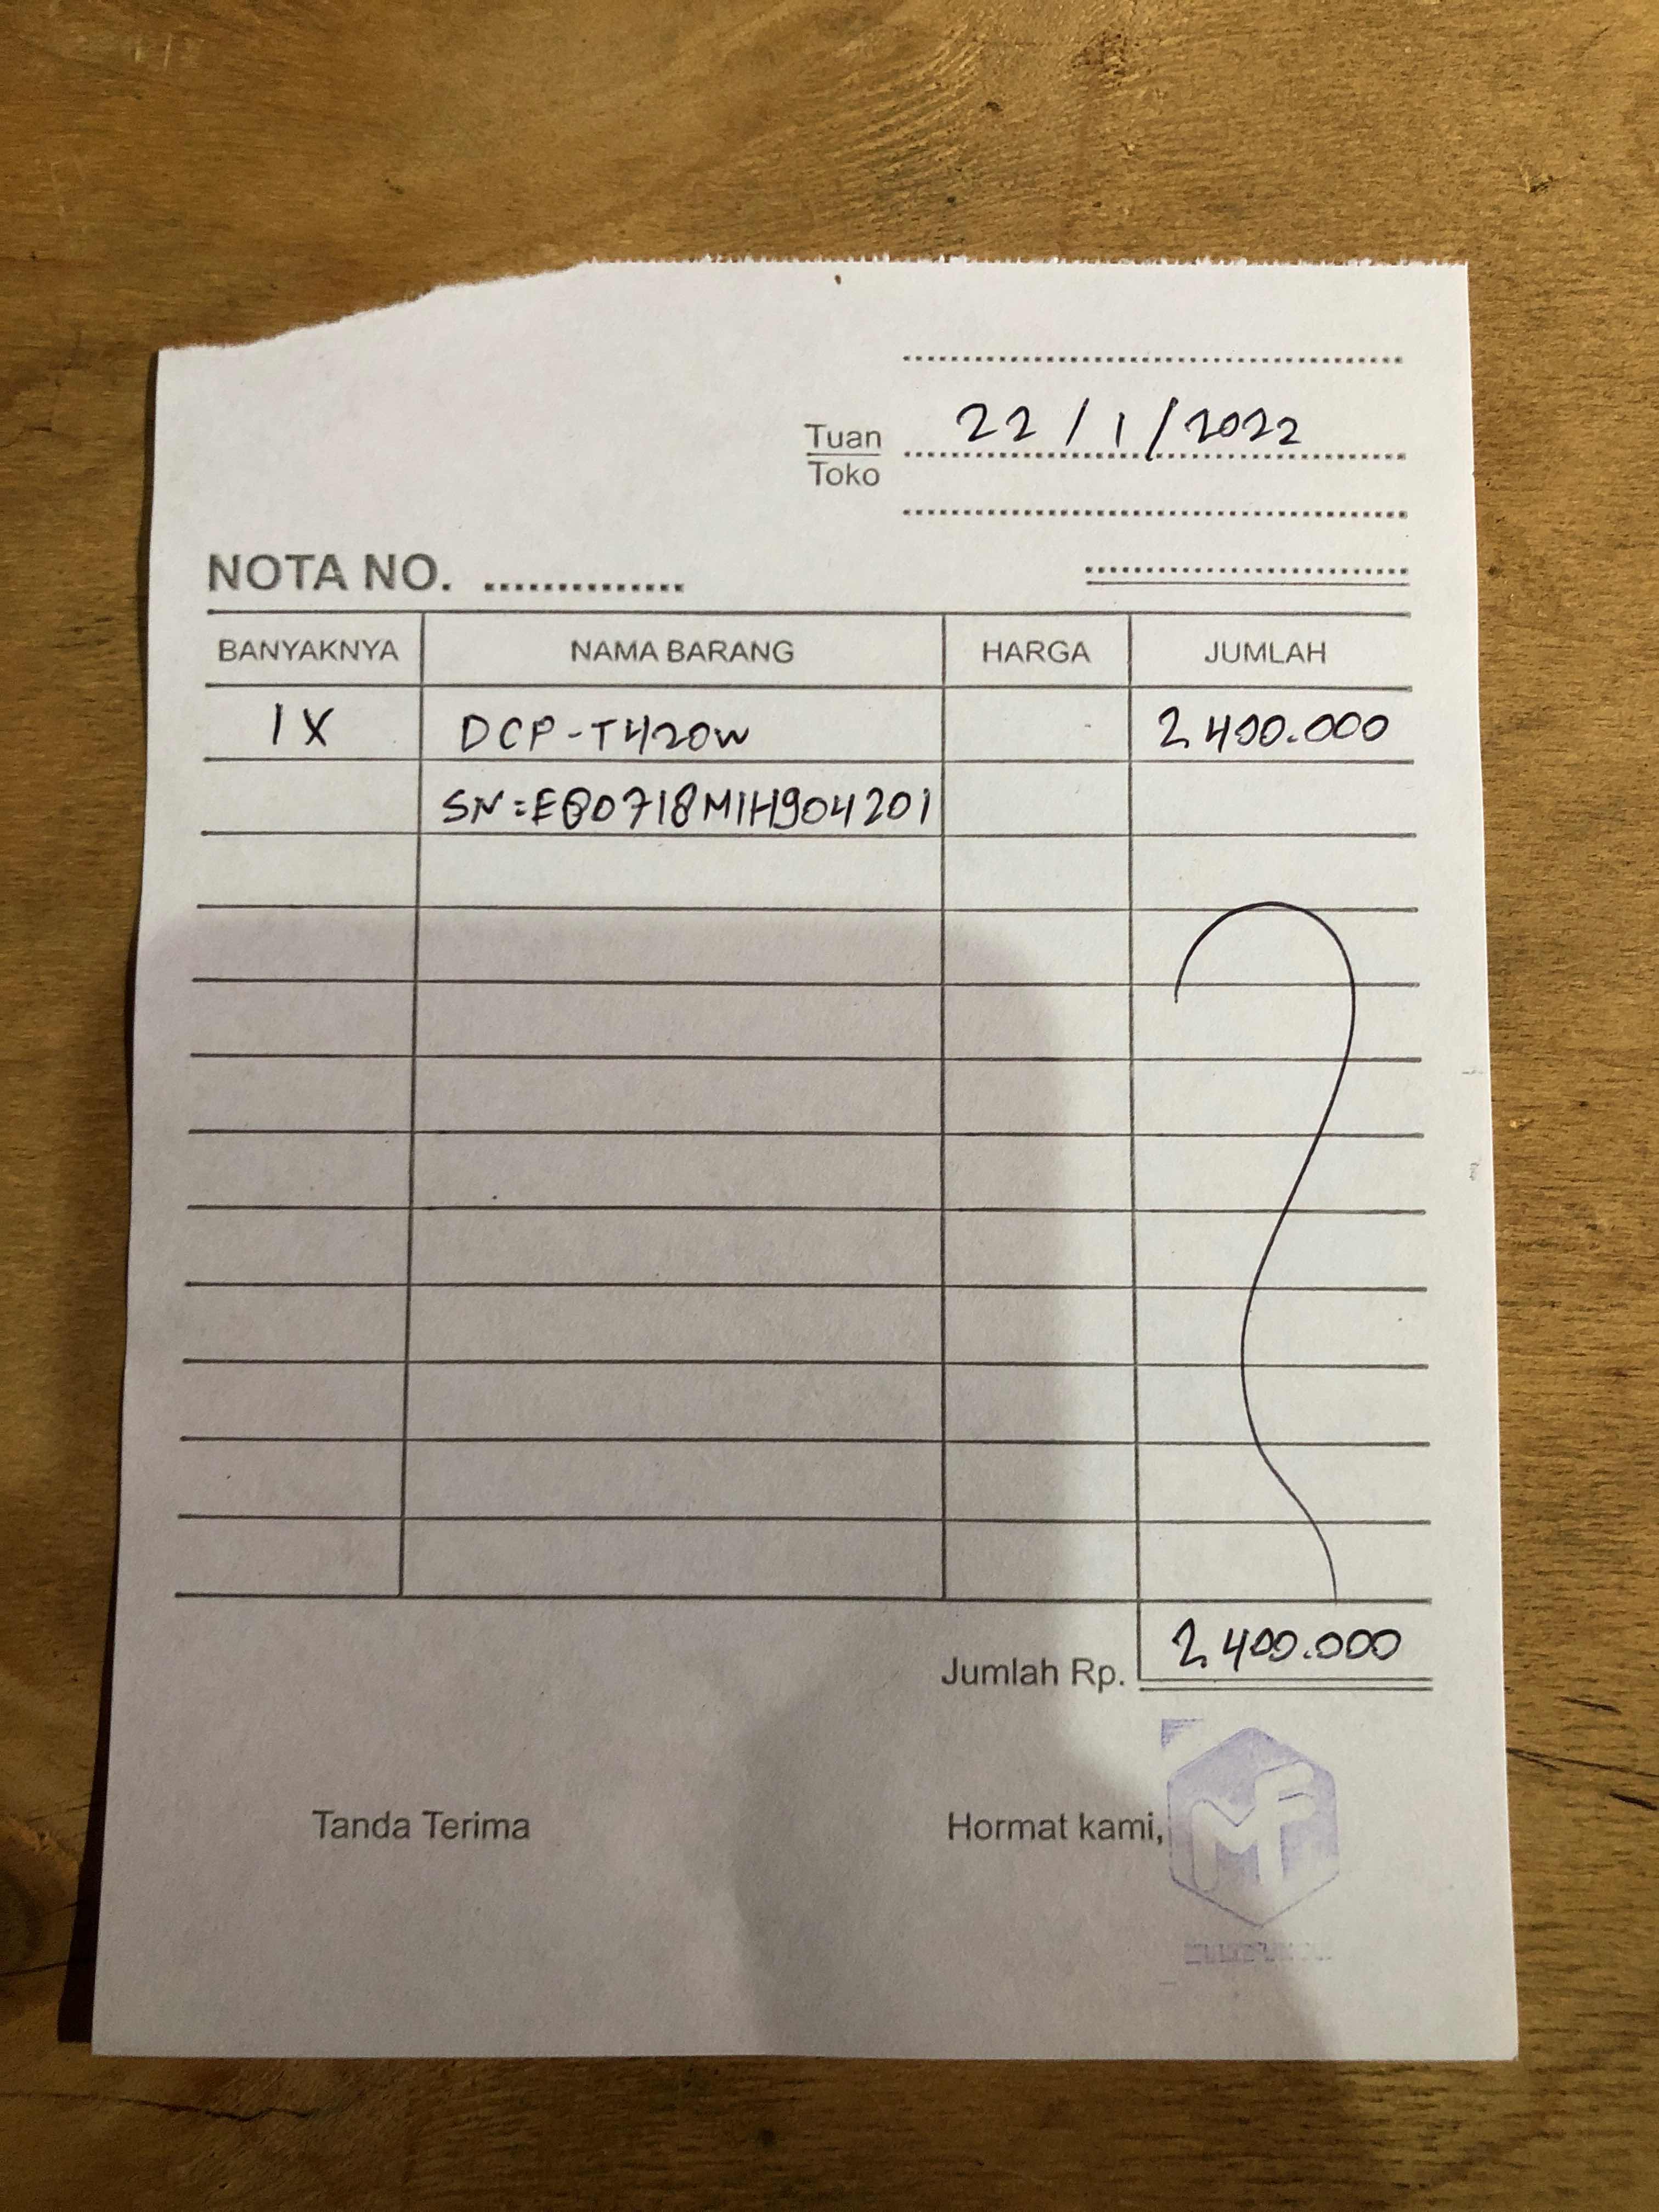 22/1/2022
Tuan
Toko
NOTA NO. ..............
BANYAKNYA NAMA BARANG HARGA JUMLAH
1X DCP-T420W 2.400.000
SN:E80718M1H904201
Jumlah Rp. 2.400.000
Tanda Terima Hormat kami,
MF